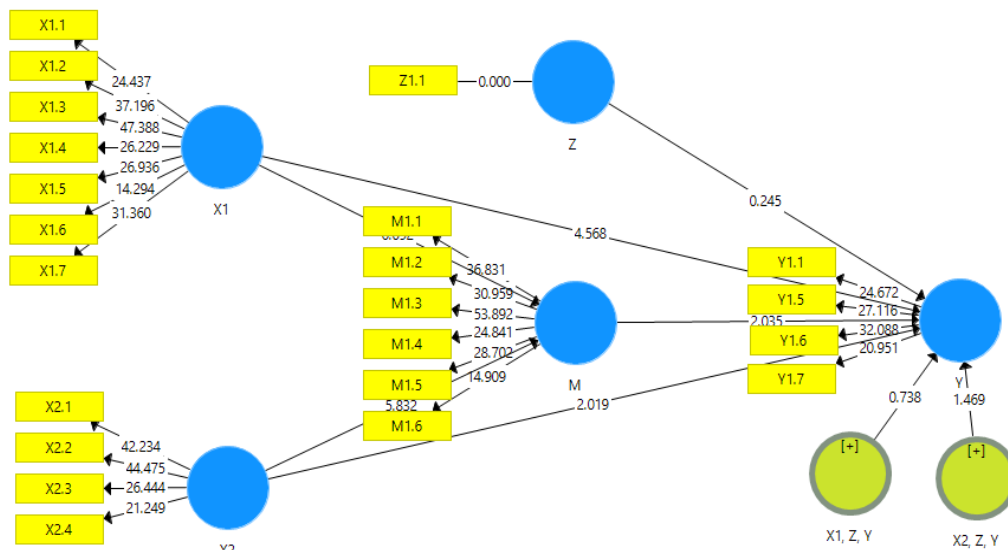 X1.1
X1.2
X1.3
X1.4
X1.5
X1.6
X1.7
24.437
37.196
47.388
26.229
26.936
14.294
31.360
X1
Z1.1
0.000
Z
0.245
4.568
M1.1
M1.2
M1.3
M1.4
M1.5
M1.6
36.831
30.959
53.892
24.841
28.702
14.909
M
2.035
2.019
5.832
Y1.1
Y1.5
Y1.6
Y1.7
24.672
27.116
32.088
20.951
Y
0.738
1.469
[+]
[+]
X1, Z, Y
X2, Z, Y
X2.1
X2.2
X2.3
X2.4
42.234
44.475
26.444
21.249
X2